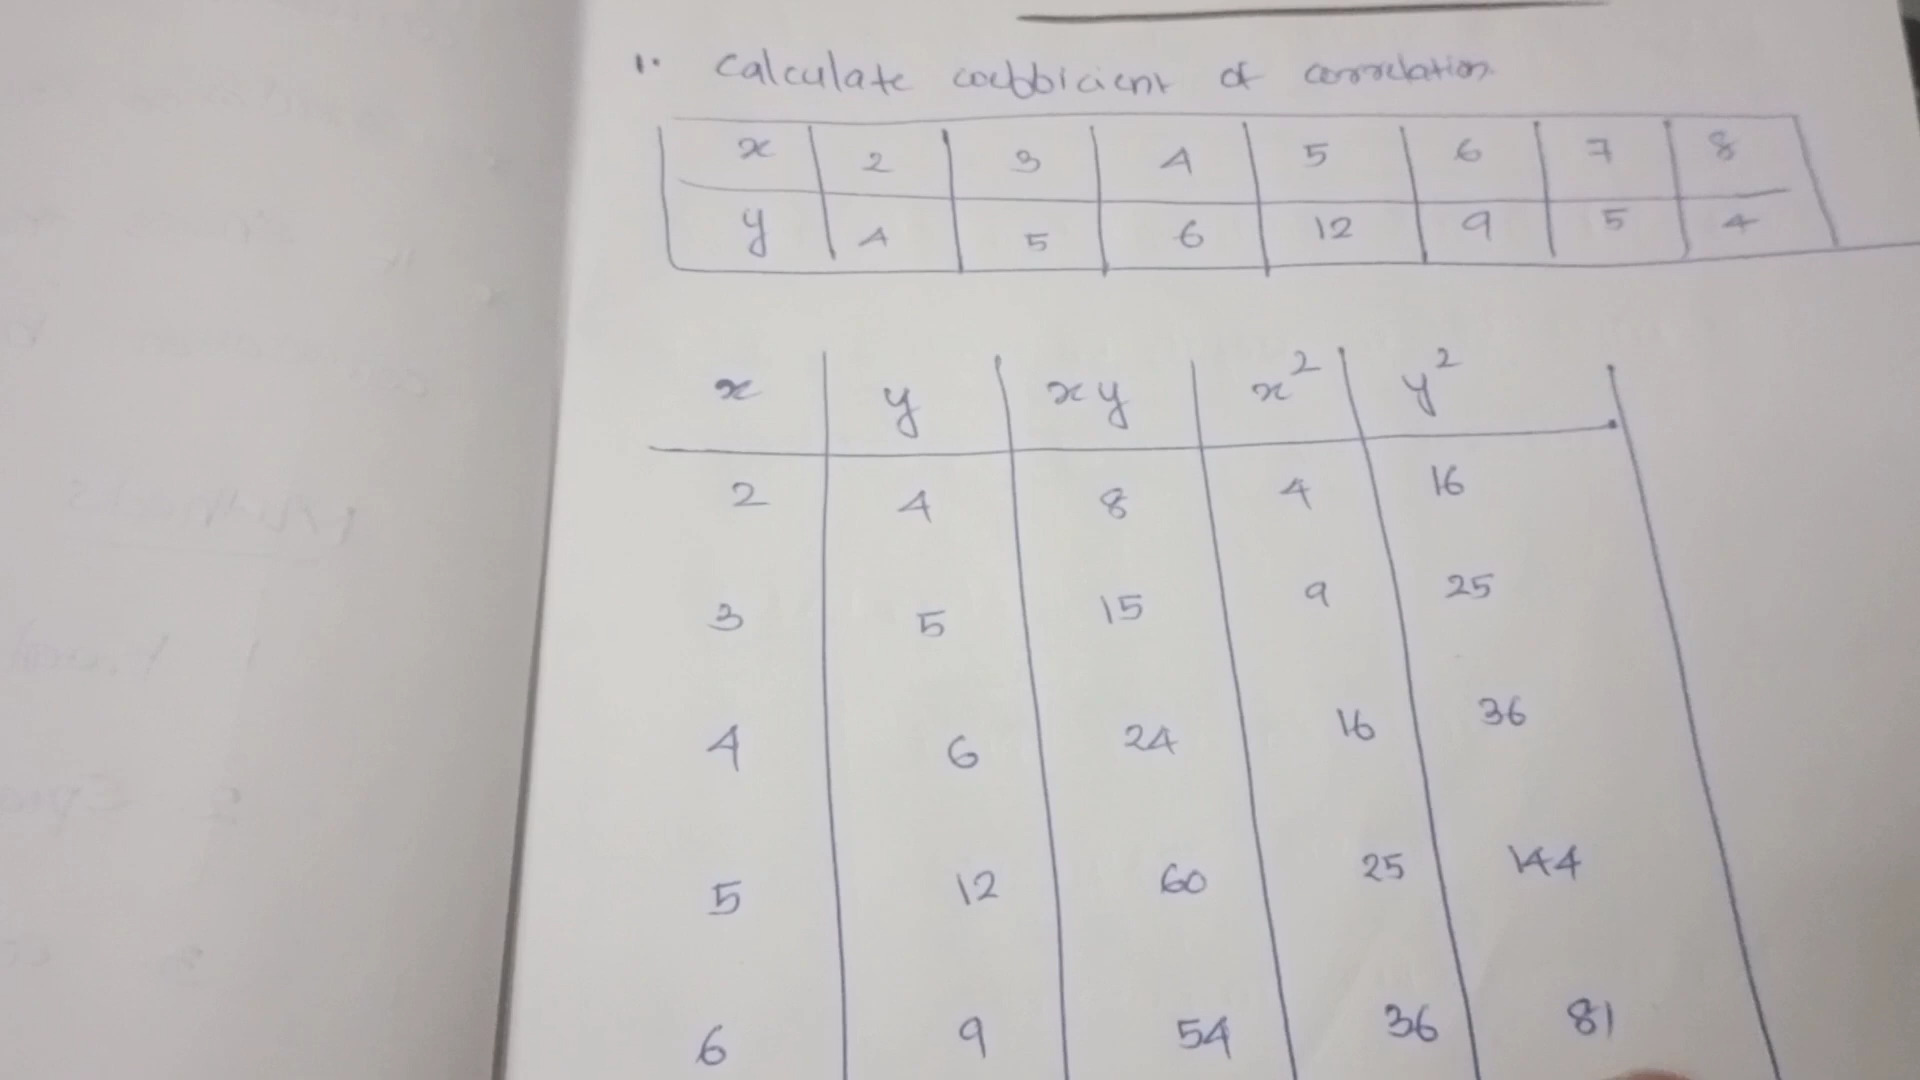 1. Calculate coefficient of correlation
x 2 3 4 5 6 7 8
y 4 5 6 12 9 5 4
x y xy x² y²
2 4 8 4 16
3 5 15 9 25
4 6 24 16 36
5 12 60 25 144
6 9 54 36 81